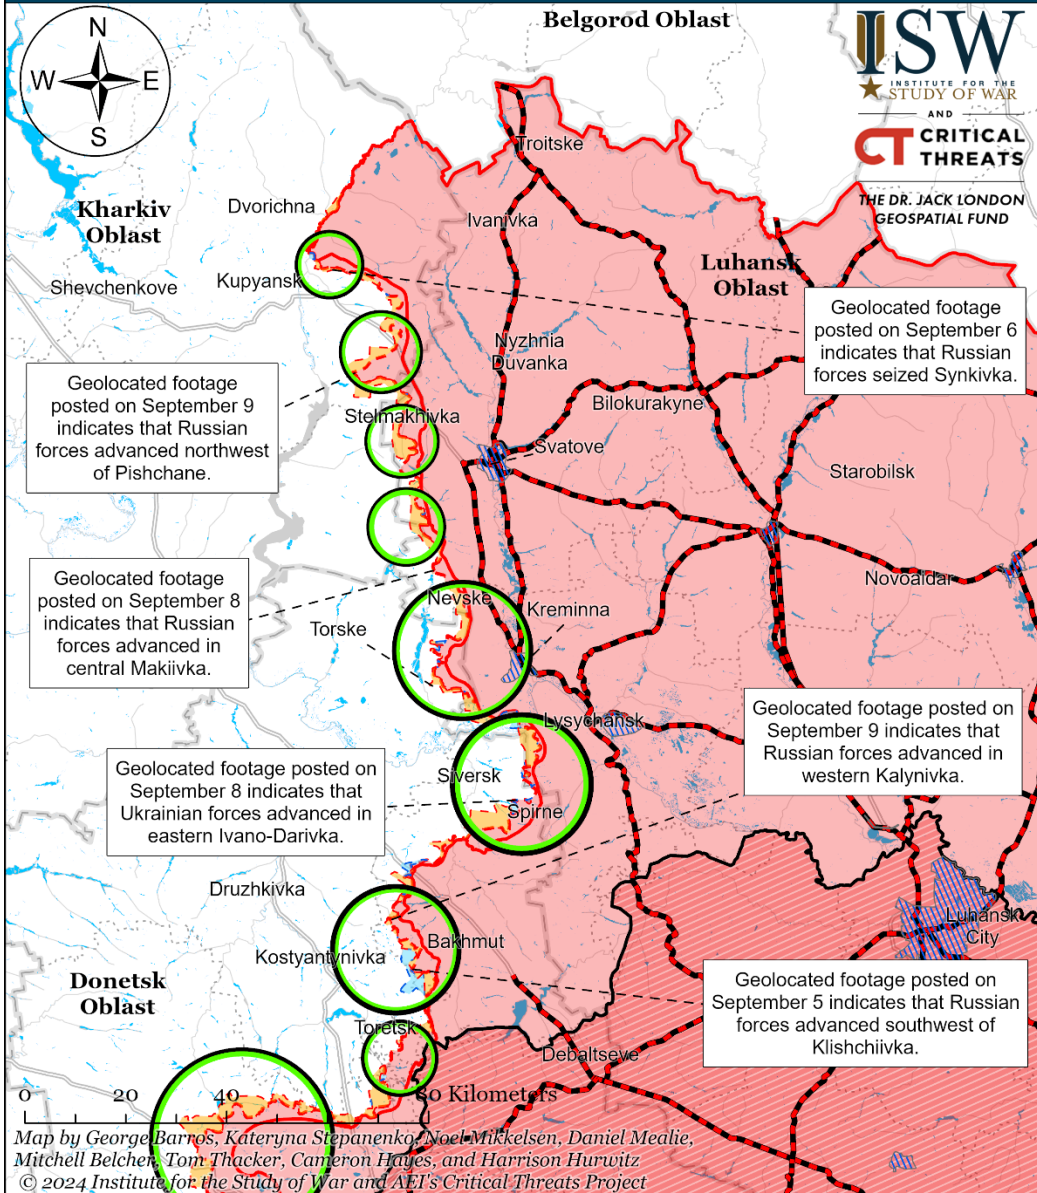 Belgorod Oblast
N
W
E
S
ISW
INSTITUTE FOR THE
STUDY OF WAR
AND
CT CRITICAL
THREATS
THE DR. JACK LONDON
GEOSPATIAL FUND
Troitske
Kharkiv
Oblast
Dvorichna
Ivanivka
Luhansk
Oblast
Shevchenkove
Kupyansk
Geolocated footage
posted on September 6
indicates that Russian
forces seized Synkivka.
Nyzhnia
Duvanka
Geolocated footage
posted on September 9
indicates that Russian
forces advanced northwest
of Pishchane.
Bilokurakyne
Stelmakhivka
Svatove
Starobilsk
Geolocated footage
posted on September 8
indicates that Russian
forces advanced in
central Makiivka.
Novoaidar
Nevske
Kreminna
Torske
Lysychansk
Geolocated footage posted on
September 9 indicates that
Russian forces advanced in
western Kalynivka.
Geolocated footage posted on
September 8 indicates that
Ukrainian forces advanced in
eastern Ivano-Darivka.
Siversk
Spirne
Druzhkivka
Luhansk
City
Bakhmut
Kostyantynivka
Donetsk
Oblast
Geolocated footage posted on
September 5 indicates that Russian
forces advanced southwest of
Klishchiivka.
Toretsk
Debaltseve
0 20 40 80 Kilometers
Map by George Barros, Kateryna Stepanenko, Noel Mikkelsen, Daniel Mealie,
Mitchell Belcher, Tom Thacker, Cameron Hayes, and Harrison Hurwitz
© 2024 Institute for the Study of War and AEI's Critical Threats Project